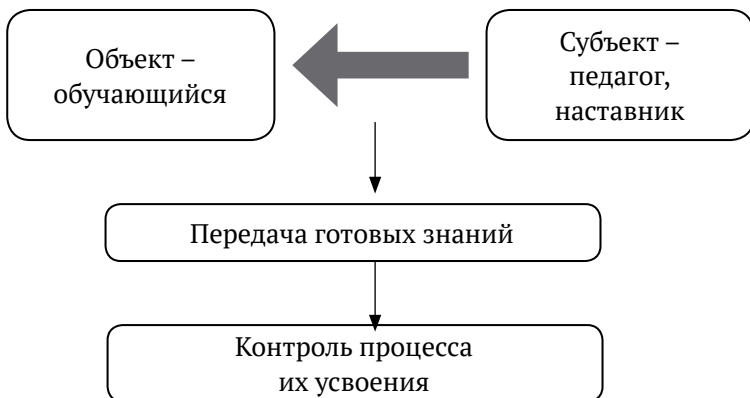 Объект –
обучающийся
Субъект –
педагог,
наставник
Передача готовых знаний
Контроль процесса
их усвоения